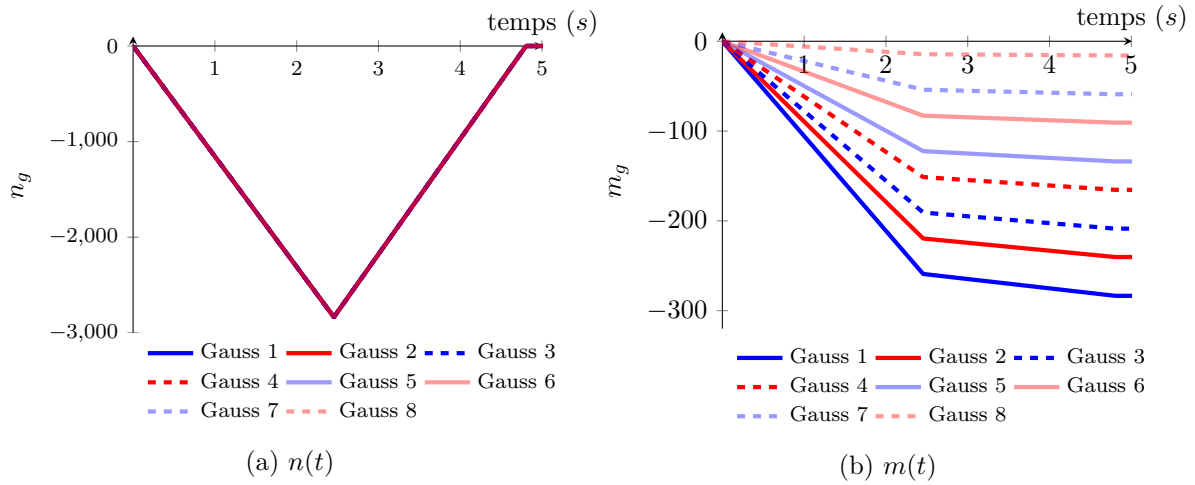 temps (s)
0
1
2
3
4
5
−1,000
−2,000
−3,000
n_g
Gauss 1 Gauss 2 Gauss 3
Gauss 4 Gauss 5 Gauss 6
Gauss 7 Gauss 8
(a) n(t)
temps (s)
0
1
2
3
4
5
−100
−200
−300
m_g
Gauss 1 Gauss 2 Gauss 3
Gauss 4 Gauss 5 Gauss 6
Gauss 7 Gauss 8
(b) m(t)